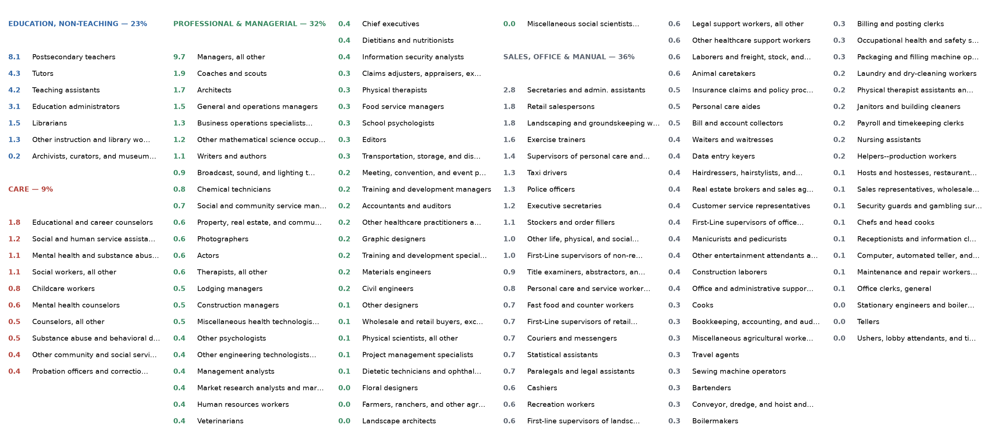 EDUCATION, NON-TEACHING — 23%
8.1 Postsecondary teachers
4.3 Tutors
4.2 Teaching assistants
3.1 Education administrators
1.5 Librarians
1.3 Other instruction and library wo...
0.2 Archivists, curators, and museum...
CARE — 9%
1.8 Educational and career counselors
1.2 Social and human service assista...
1.1 Mental health and substance abus...
1.1 Social workers, all other
0.8 Childcare workers
0.6 Mental health counselors
0.5 Counselors, all other
0.5 Substance abuse and behavioral d...
0.4 Other community and social servi...
0.4 Probation officers and correctio...
PROFESSIONAL & MANAGERIAL — 32%
9.7 Managers, all other
1.9 Coaches and scouts
1.7 Architects
1.5 General and operations managers
1.3 Business operations specialists...
1.2 Other mathematical science occup...
1.1 Writers and authors
0.9 Broadcast, sound, and lighting t...
0.8 Chemical technicians
0.7 Social and community service man...
0.6 Property, real estate, and commu...
0.6 Photographers
0.6 Actors
0.6 Therapists, all other
0.5 Lodging managers
0.5 Construction managers
0.5 Miscellaneous health technologis...
0.4 Other psychologists
0.4 Other engineering technologists...
0.4 Management analysts
0.4 Market research analysts and mar...
0.4 Human resources workers
0.4 Veterinarians
0.4 Chief executives
0.4 Dietitians and nutritionists
0.4 Information security analysts
0.3 Claims adjusters, appraisers, ex...
0.3 Physical therapists
0.3 Food service managers
0.3 School psychologists
0.3 Editors
0.3 Transportation, storage, and dis...
0.2 Meeting, convention, and event p...
0.2 Training and development managers
0.2 Accountants and auditors
0.2 Other healthcare practitioners a...
0.2 Graphic designers
0.2 Training and development special...
0.2 Materials engineers
0.2 Civil engineers
0.1 Other designers
0.1 Wholesale and retail buyers, exc...
0.1 Physical scientists, all other
0.1 Project management specialists
0.1 Dietetic technicians and ophthal...
0.0 Floral designers
0.0 Farmers, ranchers, and other agr...
0.0 Landscape architects
0.0 Miscellaneous social scientists...
SALES, OFFICE & MANUAL — 36%
2.8 Secretaries and admin. assistants
1.8 Retail salespersons
1.8 Landscaping and groundskeeping w...
1.6 Exercise trainers
1.4 Supervisors of personal care and...
1.3 Taxi drivers
1.3 Police officers
1.2 Executive secretaries
1.1 Stockers and order fillers
1.0 Other life, physical, and social...
1.0 First-Line supervisors of non-re...
0.9 Title examiners, abstractors, an...
0.8 Personal care and service worker...
0.7 Fast food and counter workers
0.7 First-Line supervisors of retail...
0.7 Couriers and messengers
0.7 Statistical assistants
0.7 Paralegals and legal assistants
0.6 Cashiers
0.6 Recreation workers
0.6 First-line supervisors of landsc...
0.6 Legal support workers, all other
0.6 Other healthcare support workers
0.6 Laborers and freight, stock, and...
0.6 Animal caretakers
0.5 Insurance claims and policy proc...
0.5 Personal care aides
0.5 Bill and account collectors
0.4 Waiters and waitresses
0.4 Data entry keyers
0.4 Hairdressers, hairstylists, and...
0.4 Real estate brokers and sales ag...
0.4 Customer service representatives
0.4 First-Line supervisors of office...
0.4 Manicurists and pedicurists
0.4 Other entertainment attendants a...
0.4 Construction laborers
0.4 Office and administrative suppor...
0.3 Cooks
0.3 Bookkeeping, accounting, and aud...
0.3 Miscellaneous agricultural worke...
0.3 Travel agents
0.3 Sewing machine operators
0.3 Bartenders
0.3 Conveyor, dredge, and hoist and...
0.3 Boilermakers
0.3 Billing and posting clerks
0.3 Occupational health and safety s...
0.3 Packaging and filling machine op...
0.2 Laundry and dry-cleaning workers
0.2 Physical therapist assistants an...
0.2 Janitors and building cleaners
0.2 Payroll and timekeeping clerks
0.2 Nursing assistants
0.2 Helpers--production workers
0.1 Hosts and hostesses, restaurant...
0.1 Sales representatives, wholesale...
0.1 Security guards and gambling sur...
0.1 Chefs and head cooks
0.1 Receptionists and information cl...
0.1 Computer, automated teller, and...
0.1 Maintenance and repair workers...
0.1 Office clerks, general
0.0 Stationary engineers and boiler...
0.0 Tellers
0.0 Ushers, lobby attendants, and ti...